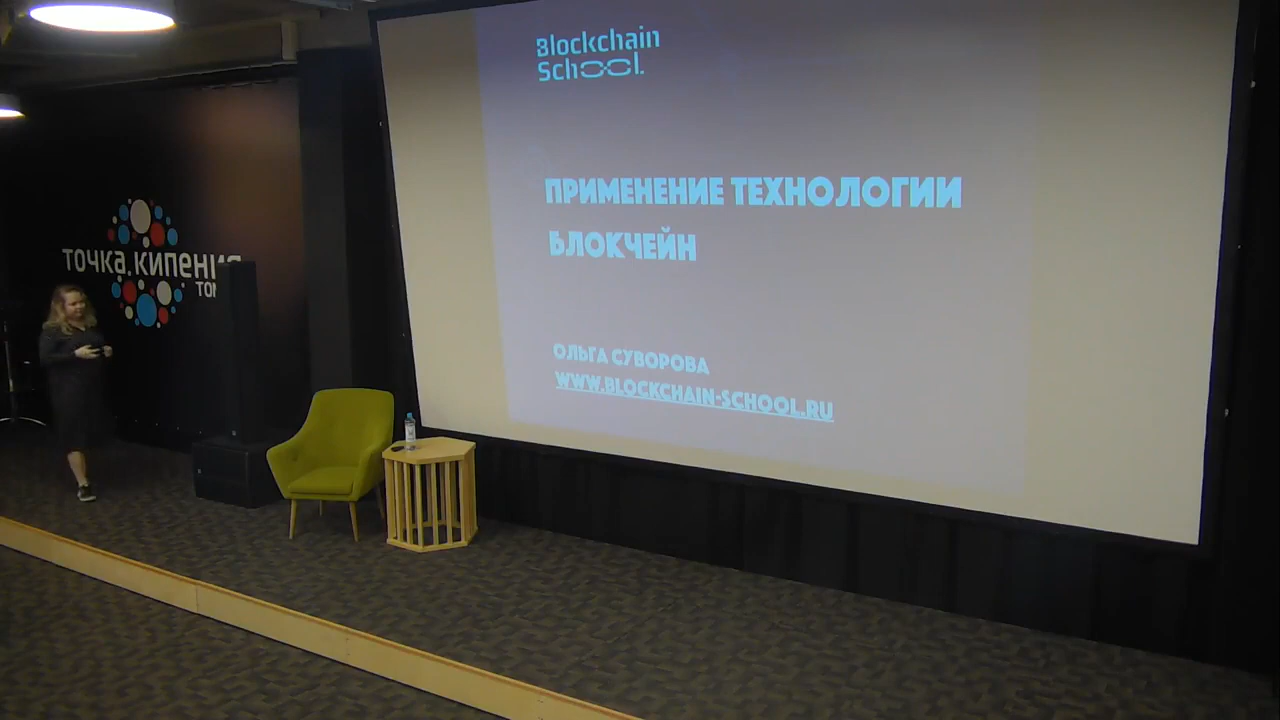 Blockchain
School.
ПРИМЕНЕНИЕ ТЕХНОЛОГИИ
БЛОКЧЕЙН
ОЛЬГА СУВОРОВА
WWW.BLOCKCHAIN-SCHOOL.RU
точка кипения